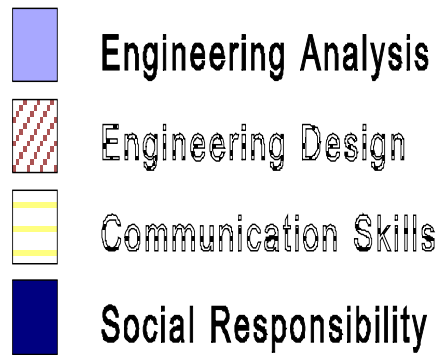 Engineering Analysis
Engineering Design
Communication Skills
Social Responsibility